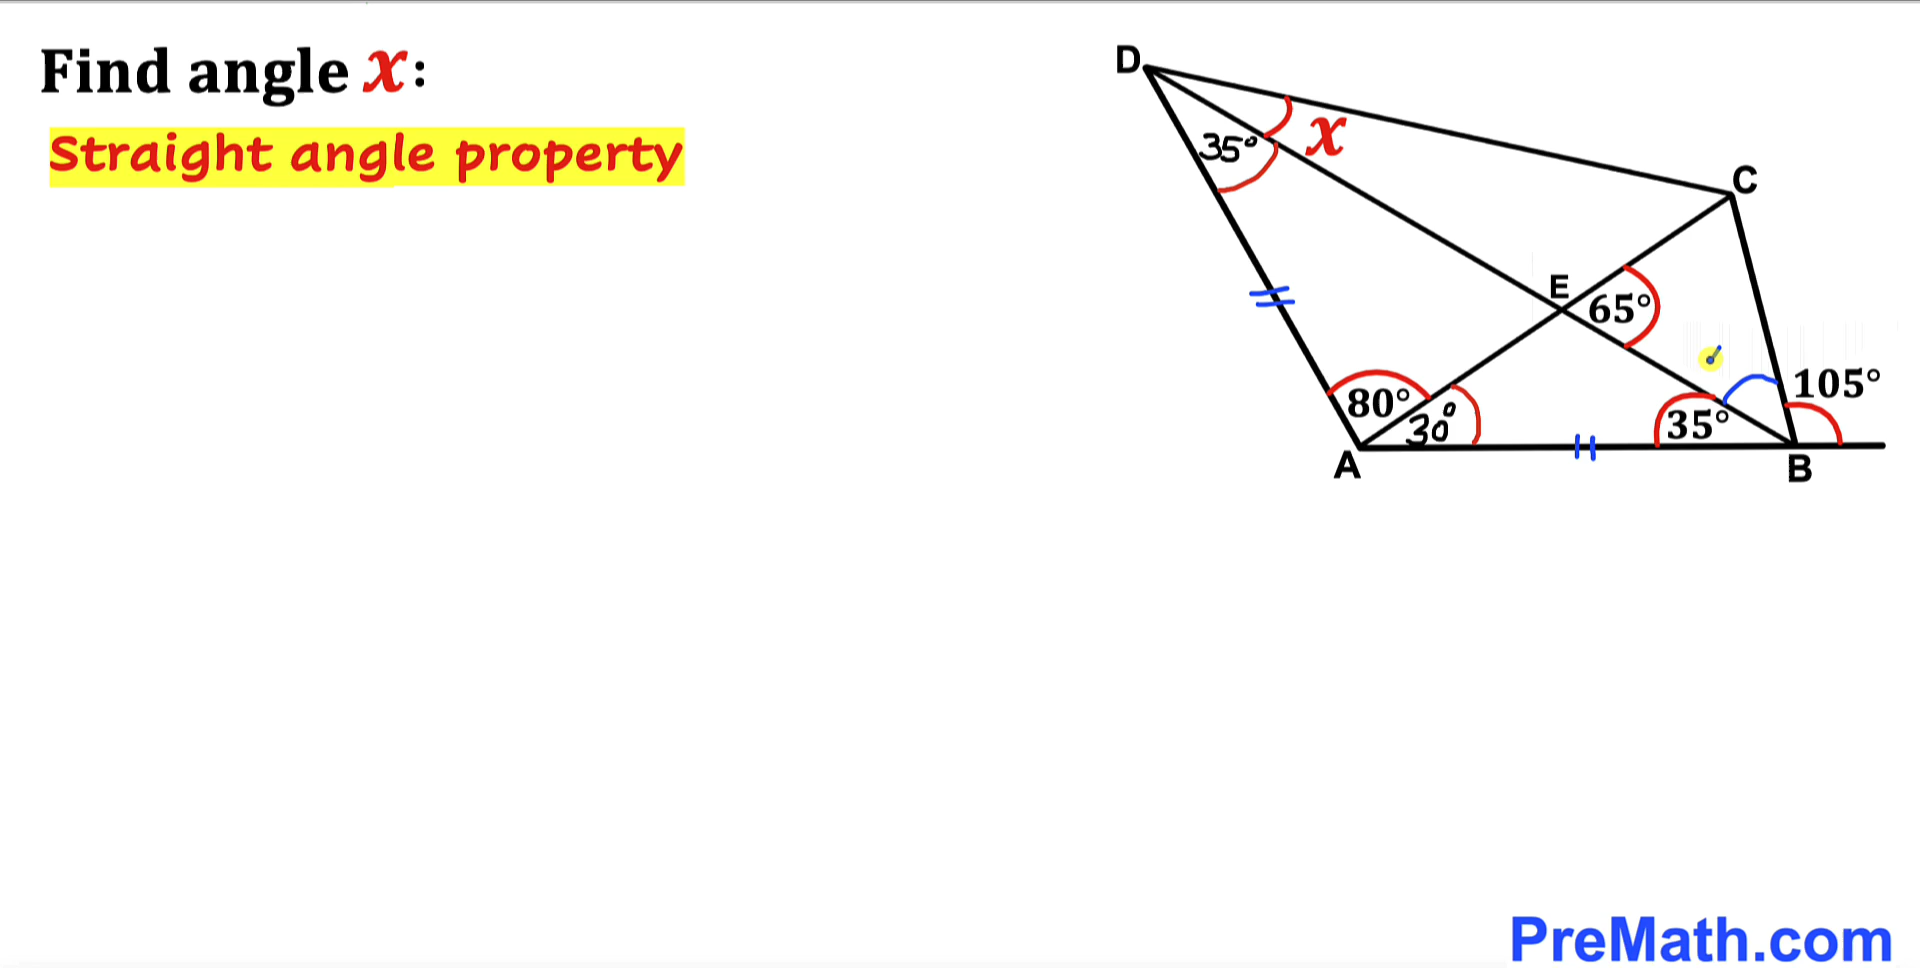 Find angle x:
Straight angle property
D
35°
x
C
E
65°
80°
30°
35°
105°
A
B
PreMath.com